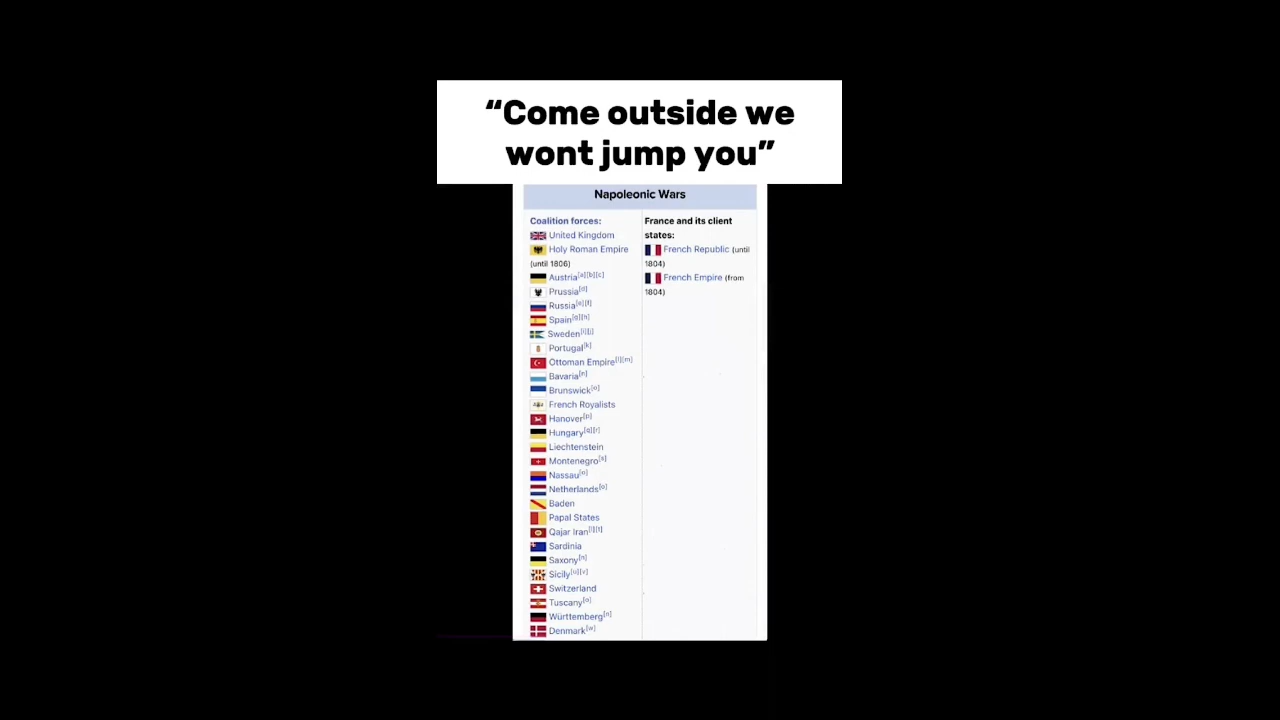 “Come outside we
wont jump you”
Napoleonic Wars
Coalition forces:
United Kingdom
Holy Roman Empire
(until 1806)
Austria[a][b][c]
Prussia[d]
Russia[e][f]
Spain[g][h]
Sweden[i][j]
Portugal[k]
Ottoman Empire[l][m]
Bavaria[n]
Brunswick[o]
French Royalists
Hanover[p]
Hungary[q][r]
Liechtenstein
Montenegro[s]
Nassau[o]
Netherlands[o]
Baden
Papal States
Qajar Iran[l][t]
Sardinia
Saxony[n]
Sicily[u][v]
Switzerland
Tuscany[o]
Württemberg[n]
Denmark[w]
France and its client
states:
French Republic (until
1804)
French Empire (from
1804)